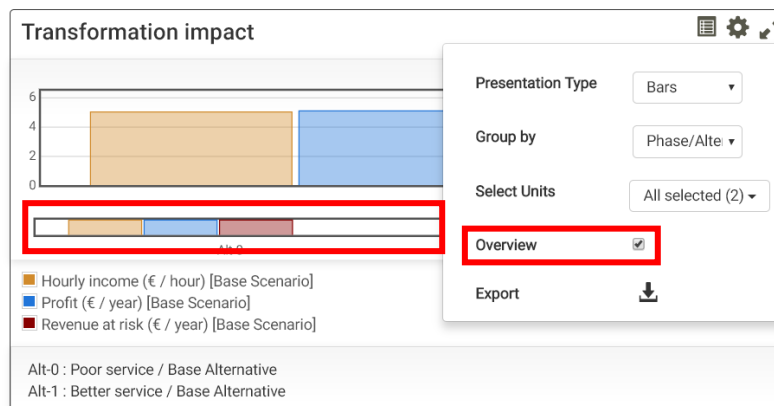 Transformation impact
Presentation Type
Bars
Group by
Phase/Alte
Select Units
All selected (2)
Overview
Export
6
4
2
0
Hourly income (€ / hour) [Base Scenario]
Profit (€ / year) [Base Scenario]
Revenue at risk (€ / year) [Base Scenario]
Alt-0 : Poor service / Base Alternative
Alt-1 : Better service / Base Alternative